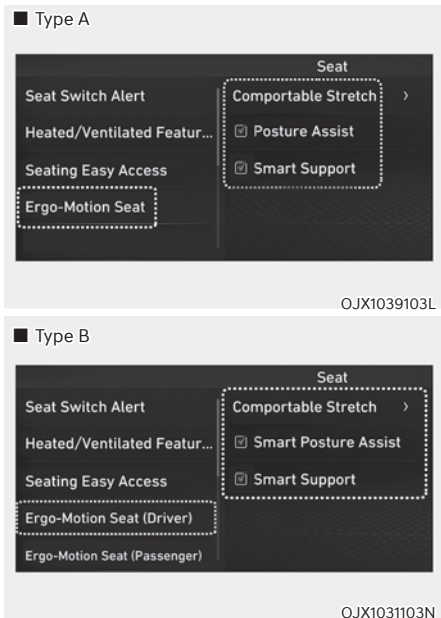 ■ Type A
Seat
Seat Switch Alert
Comportable Stretch >
Heated/Ventilated Featur...
Posture Assist
Seating Easy Access
Smart Support
Ergo-Motion Seat
OJX1039103L
■ Type B
Seat
Seat Switch Alert
Comportable Stretch >
Heated/Ventilated Featur...
Smart Posture Assist
Seating Easy Access
Smart Support
Ergo-Motion Seat (Driver)
Ergo-Motion Seat (Passenger)
OJX1031103N